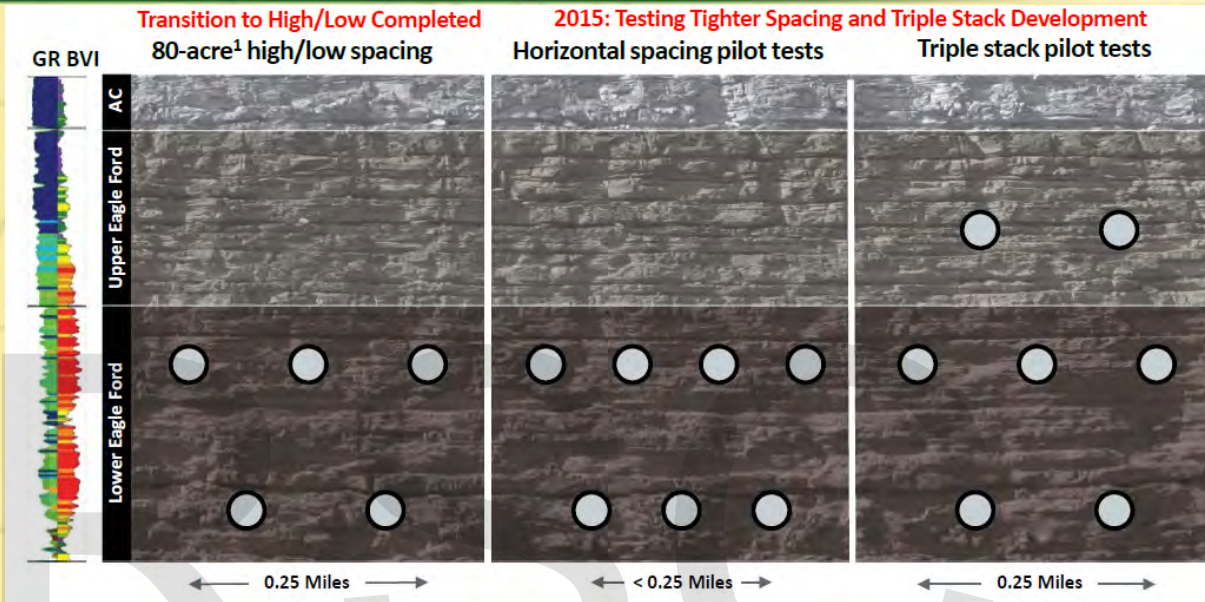 Transition to High/Low Completed
2015: Testing Tighter Spacing and Triple Stack Development
80-acre¹ high/low spacing
Horizontal spacing pilot tests
Triple stack pilot tests
GR BVI
AC
Upper Eagle Ford
Lower Eagle Ford
0.25 Miles
< 0.25 Miles
0.25 Miles